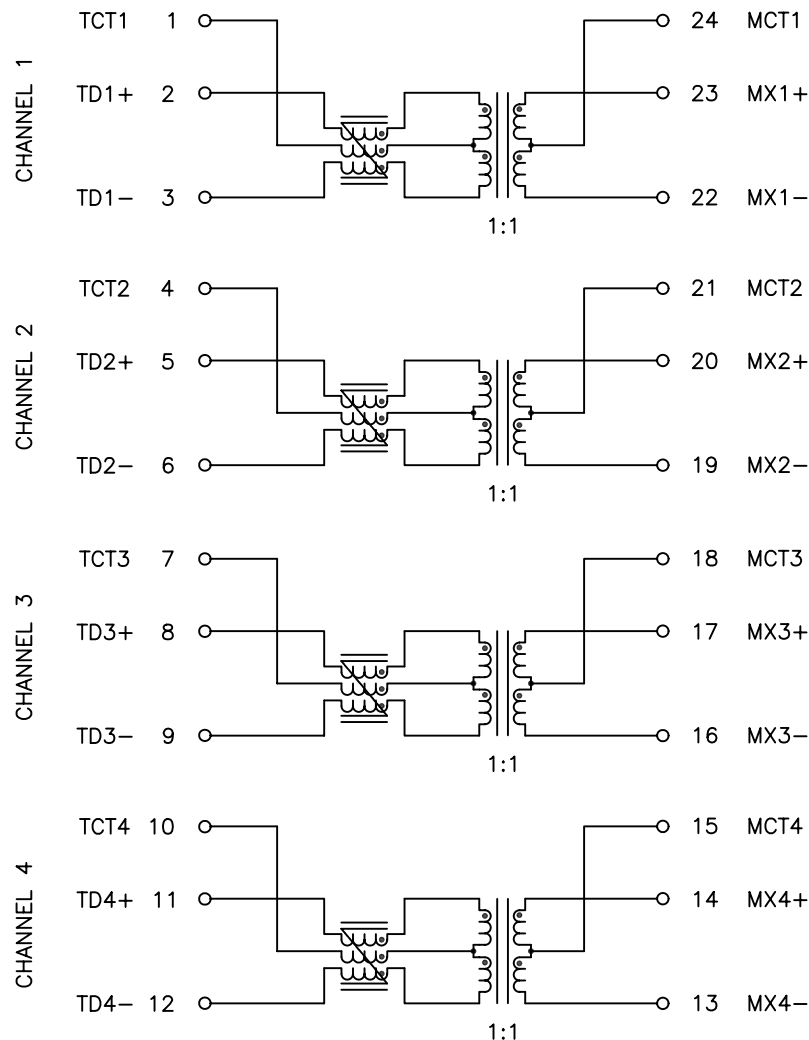 CHANNEL 1
TCT1 1 24 MCT1
TD1+ 2 23 MX1+
TD1− 3 22 MX1−
1:1
CHANNEL 2
TCT2 4 21 MCT2
TD2+ 5 20 MX2+
TD2− 6 19 MX2−
1:1
CHANNEL 3
TCT3 7 18 MCT3
TD3+ 8 17 MX3+
TD3− 9 16 MX3−
1:1
CHANNEL 4
TCT4 10 15 MCT4
TD4+ 11 14 MX4+
TD4− 12 13 MX4−
1:1